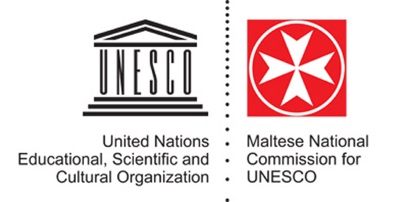 UNESCO
United Nations
Educational, Scientific and
Cultural Organization
Maltese National
Commission for
UNESCO